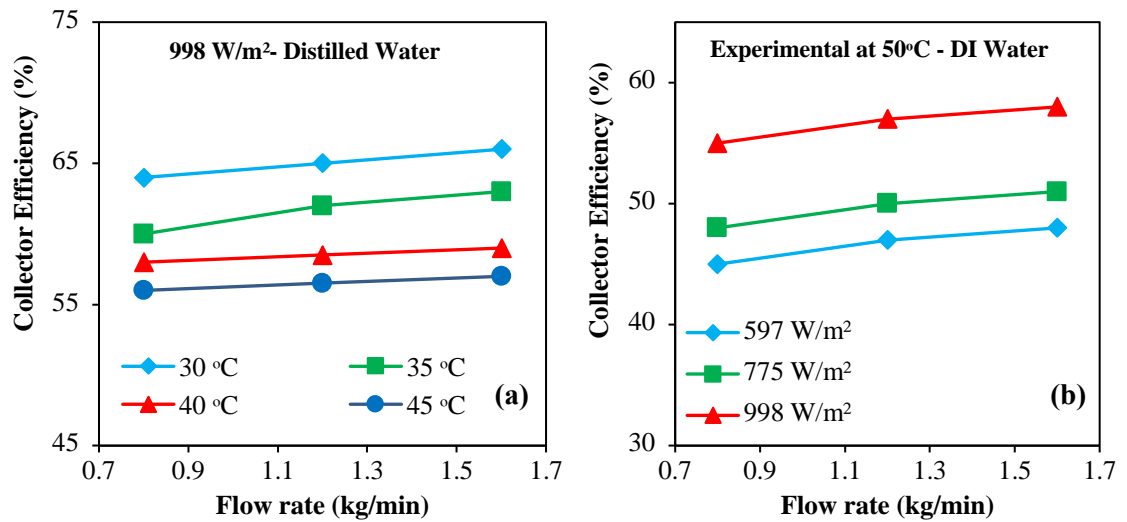 998 W/m²- Distilled Water
Collector Efficiency (%)
75
65
55
45
30 ºC
35 ºC
40 ºC
45 ºC
(a)
0.7 0.9 1.1 1.3 1.5 1.7
Flow rate (kg/min)
Experimental at 50ºC - DI Water
Collector Efficiency (%)
60
50
40
30
597 W/m²
775 W/m²
998 W/m²
(b)
0.7 0.9 1.1 1.3 1.5 1.7
Flow rate (kg/min)